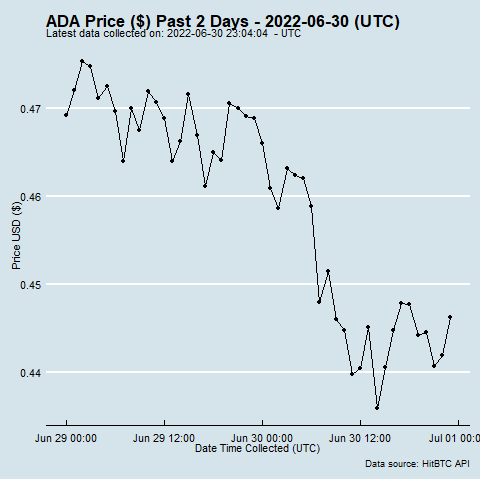 ADA Price ($) Past 2 Days - 2022-06-30 (UTC)
Latest data collected on: 2022-06-30 23:04:04 - UTC
0.47
0.46
0.45
0.44
Price USD ($)
Jun 29 00:00 Jun 29 12:00 Jun 30 00:00 Jun 30 12:00 Jul 01 00:
Date Time Collected (UTC)
Data source: HitBTC API